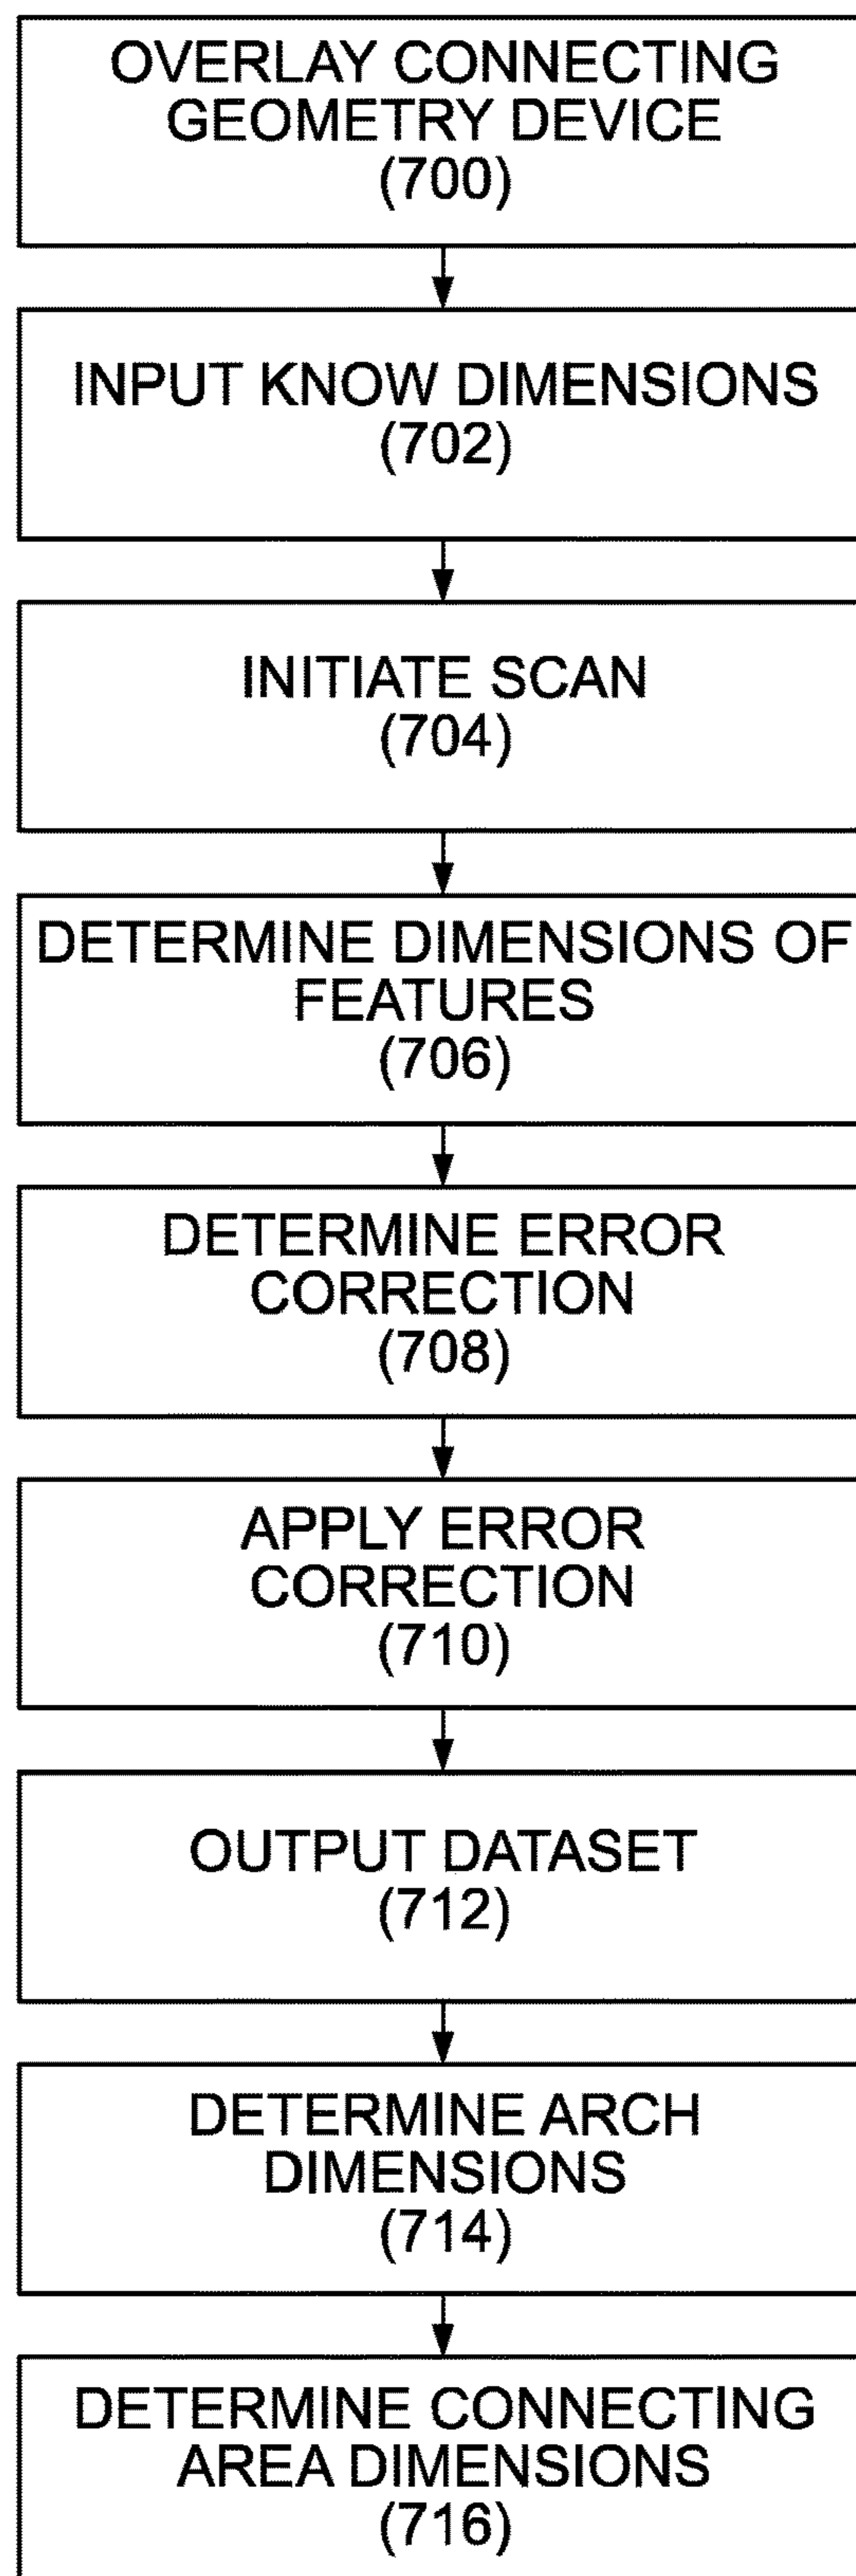 OVERLAY CONNECTING
GEOMETRY DEVICE
(700)
INPUT KNOW DIMENSIONS
(702)
INITIATE SCAN
(704)
DETERMINE DIMENSIONS OF
FEATURES
(706)
DETERMINE ERROR
CORRECTION
(708)
APPLY ERROR
CORRECTION
(710)
OUTPUT DATASET
(712)
DETERMINE ARCH
DIMENSIONS
(714)
DETERMINE CONNECTING
AREA DIMENSIONS
(716)